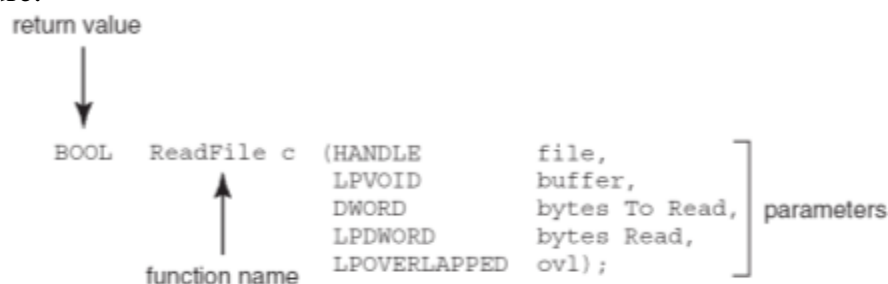 return value
BOOL ReadFile c (HANDLE file,
LPVOID buffer,
DWORD bytes To Read,
LPDWORD bytes Read,
LPOVERLAPPED ovl);
parameters
function name